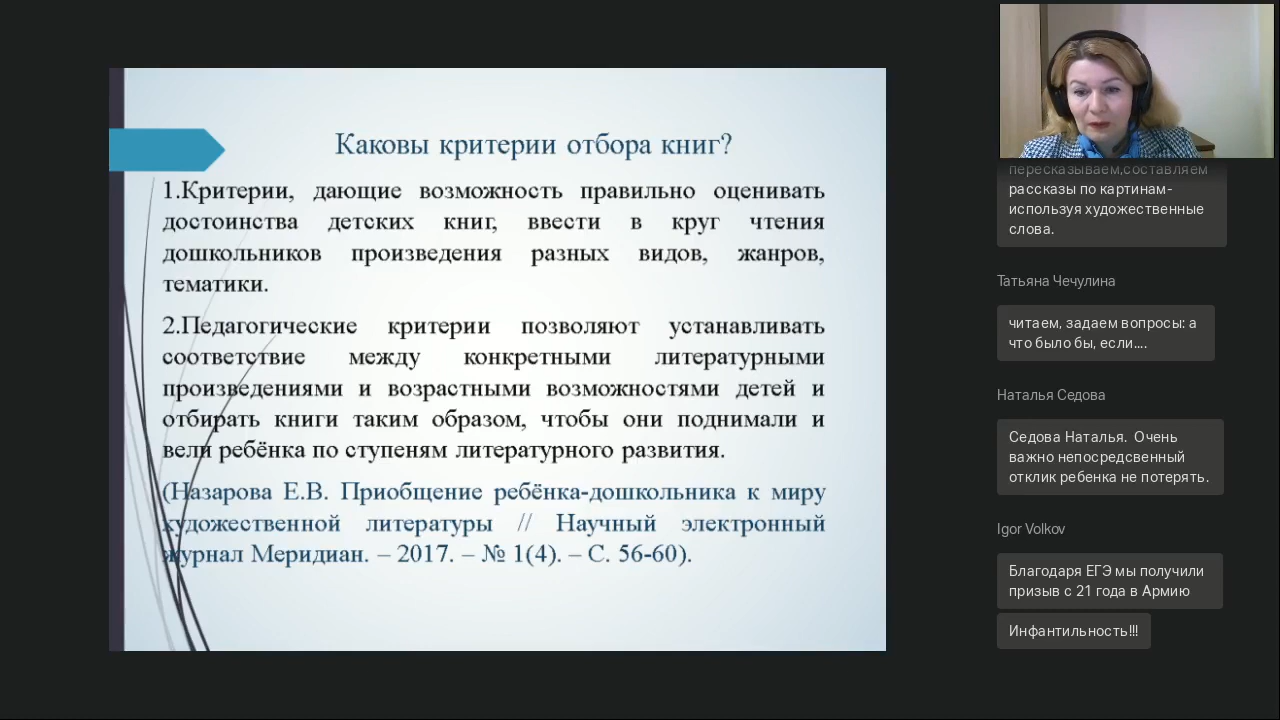 Каковы критерии отбора книг?
1.Критерии, дающие возможность правильно оценивать
достоинства детских книг, ввести в круг чтения
дошкольников произведения разных видов, жанров,
тематики.
2.Педагогические критерии позволяют устанавливать
соответствие между конкретными литературными
произведениями и возрастными возможностями детей и
отбирать книги таким образом, чтобы они поднимали и
вели ребёнка по ступеням литературного развития.
(Назарова Е.В. Приобщение ребёнка-дошкольника к миру
художественной литературы // Научный электронный
журнал Меридиан. – 2017. – № 1(4). – С. 56-60).
пересказываем,составляем
рассказы по картинам-
используя художественные
слова.
Татьяна Чечулина
читаем, задаем вопросы: а
что было бы, если....
Наталья Седова
Седова Наталья. Очень
важно непосредсвенный
отклик ребенка не потерять.
Igor Volkov
Благодаря ЕГЭ мы получили
призыв с 21 года в Армию
Инфантильность!!!